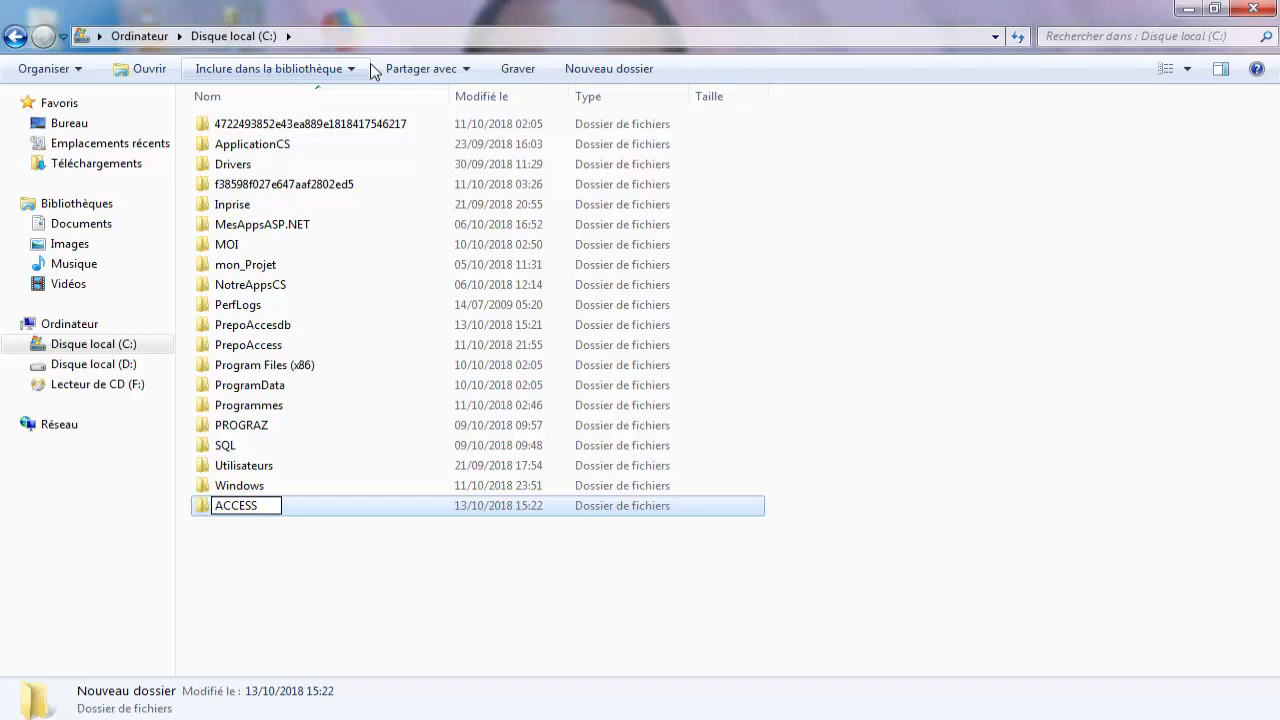 Ordinateur Disque local (C:)
Rechercher dans : Disque local (C:)
Organiser Ouvrir Inclure dans la bibliothèque Partager avec Graver Nouveau dossier
Favoris
Bureau
Emplacements récents
Téléchargements
Bibliothèques
Documents
Images
Musique
Vidéos
Ordinateur
Disque local (C:)
Disque local (D:)
Lecteur de CD (F:)
Réseau
Nom Modifié le Type Taille
4722493852e43ea889e1818417546217 11/10/2018 02:05 Dossier de fichiers
ApplicationCS 23/09/2018 16:03 Dossier de fichiers
Drivers 30/09/2018 11:29 Dossier de fichiers
f38598f027e647aaf2802ed5 11/10/2018 03:26 Dossier de fichiers
Inprise 21/09/2018 20:55 Dossier de fichiers
MesAppsASP.NET 06/10/2018 16:52 Dossier de fichiers
MOI 10/10/2018 02:50 Dossier de fichiers
mon_Projet 05/10/2018 11:31 Dossier de fichiers
NotreAppsCS 06/10/2018 12:14 Dossier de fichiers
PerfLogs 14/07/2009 05:20 Dossier de fichiers
PrepoAccesdb 13/10/2018 15:21 Dossier de fichiers
PrepoAccess 11/10/2018 21:55 Dossier de fichiers
Program Files (x86) 10/10/2018 02:05 Dossier de fichiers
ProgramData 10/10/2018 02:05 Dossier de fichiers
Programmes 11/10/2018 02:46 Dossier de fichiers
PROGRAZ 09/10/2018 09:57 Dossier de fichiers
SQL 09/10/2018 09:48 Dossier de fichiers
Utilisateurs 21/09/2018 17:54 Dossier de fichiers
Windows 11/10/2018 23:51 Dossier de fichiers
ACCESS 13/10/2018 15:22 Dossier de fichiers
Nouveau dossier Modifié le : 13/10/2018 15:22
Dossier de fichiers